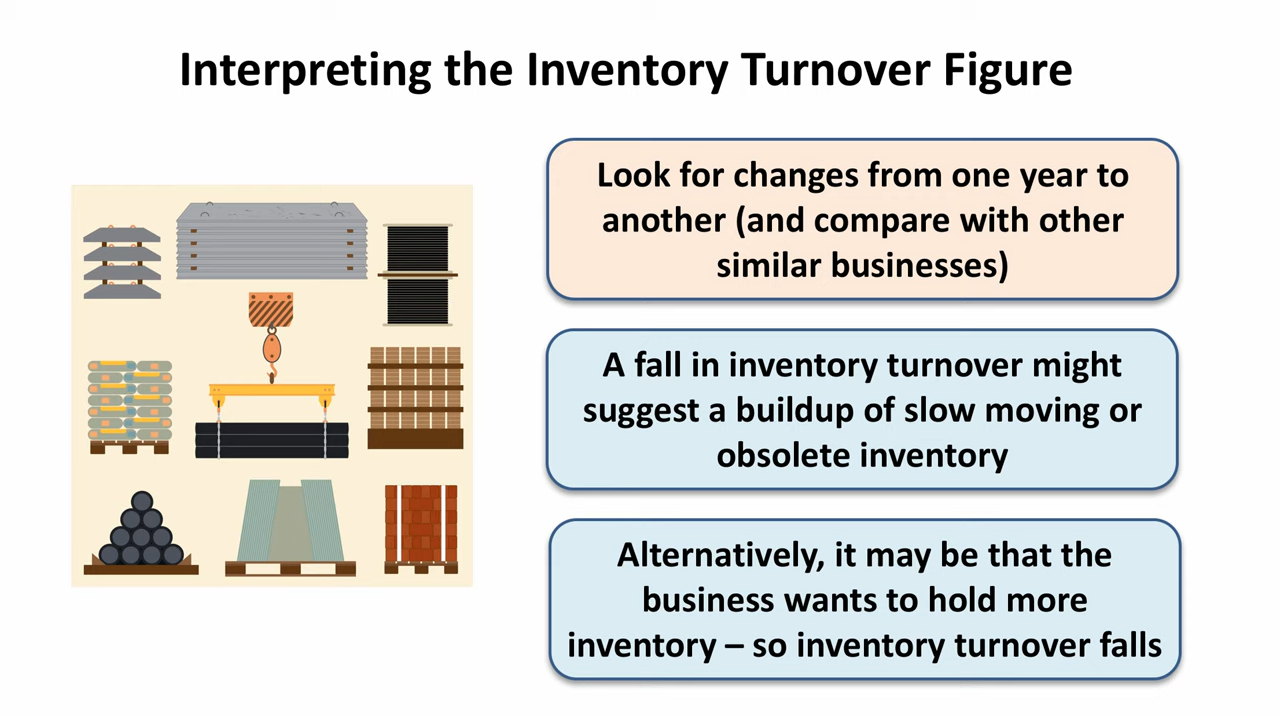 Interpreting the Inventory Turnover Figure
Look for changes from one year to
another (and compare with other
similar businesses)
A fall in inventory turnover might
suggest a buildup of slow moving or
obsolete inventory
Alternatively, it may be that the
business wants to hold more
inventory – so inventory turnover falls